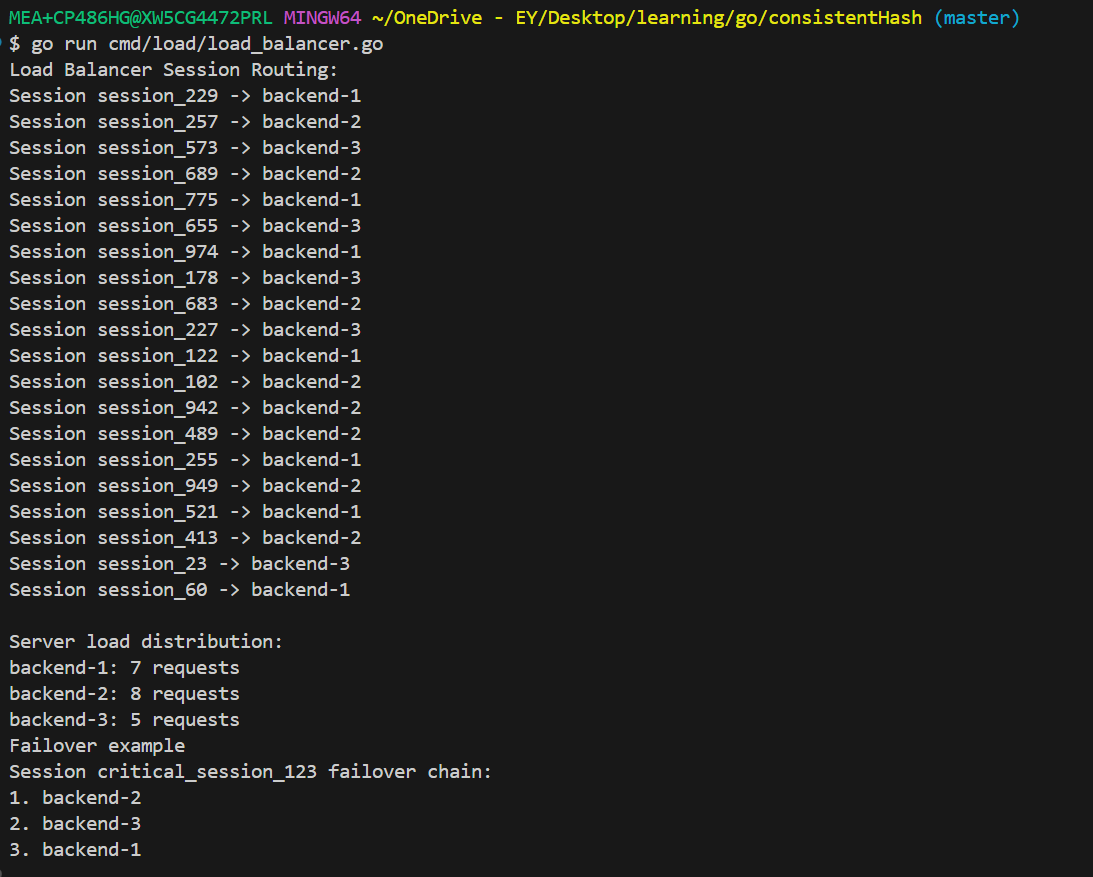 MEA+CP486HG@XW5CG4472PRL MINGW64 ~/OneDrive - EY/Desktop/learning/go/consistentHash (master)
$ go run cmd/load/load_balancer.go
Load Balancer Session Routing:
Session session_229 -> backend-1
Session session_257 -> backend-2
Session session_573 -> backend-3
Session session_689 -> backend-2
Session session_775 -> backend-1
Session session_655 -> backend-3
Session session_974 -> backend-1
Session session_178 -> backend-3
Session session_683 -> backend-2
Session session_227 -> backend-3
Session session_122 -> backend-1
Session session_102 -> backend-2
Session session_942 -> backend-2
Session session_489 -> backend-2
Session session_255 -> backend-1
Session session_949 -> backend-2
Session session_521 -> backend-1
Session session_413 -> backend-2
Session session_23 -> backend-3
Session session_60 -> backend-1

Server load distribution:
backend-1: 7 requests
backend-2: 8 requests
backend-3: 5 requests
Failover example
Session critical_session_123 failover chain:
1. backend-2
2. backend-3
3. backend-1